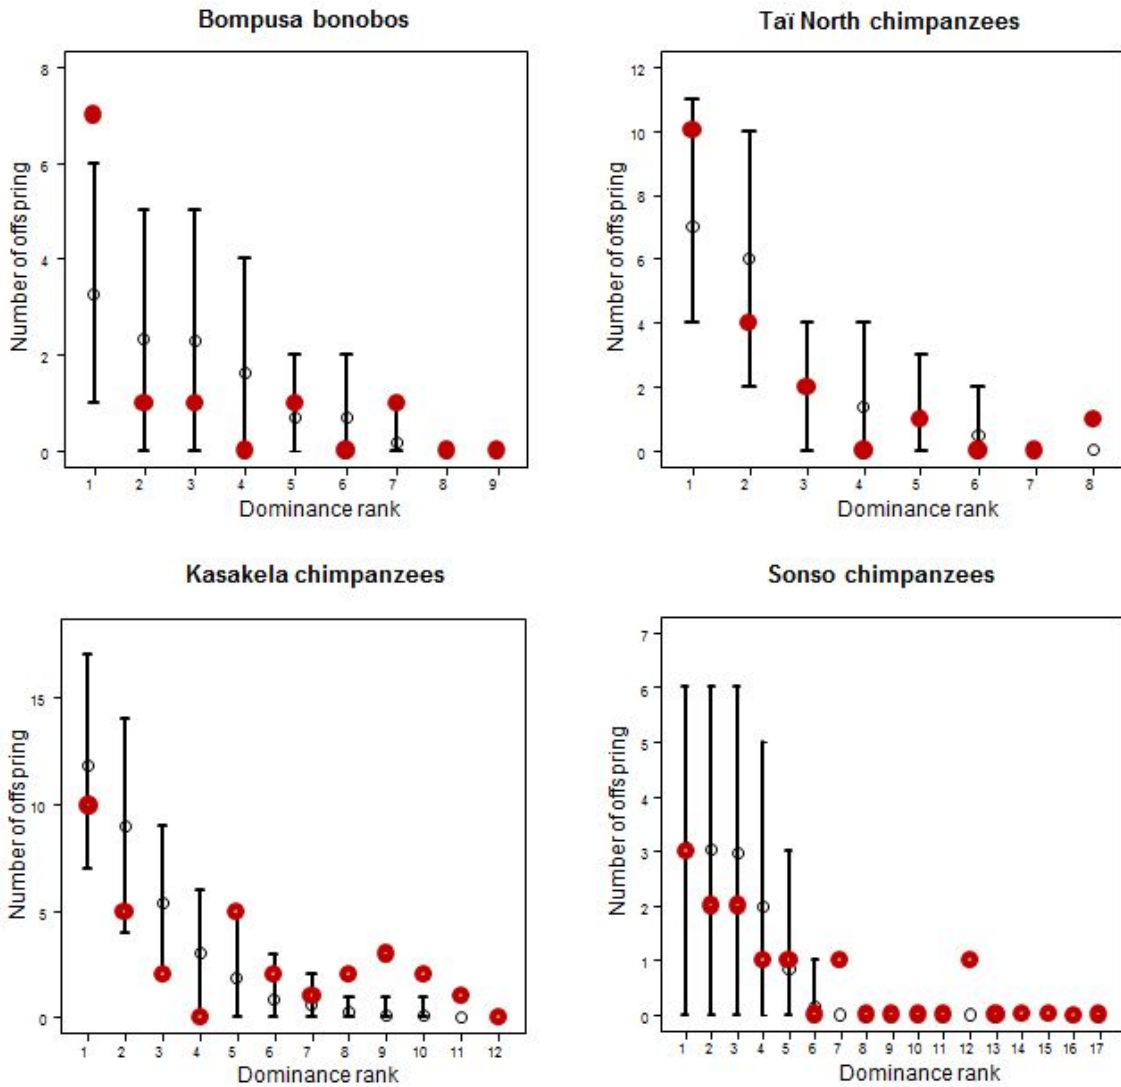 Bompusa bonobos
8
6
4
2
0
Number of offspring
1 2 3 4 5 6 7 8 9
Dominance rank
Taï North chimpanzees
12
10
8
6
4
2
0
Number of offspring
1 2 3 4 5 6 7 8
Dominance rank
Kasakela chimpanzees
15
10
5
0
Number of offspring
1 2 3 4 5 6 7 8 9 10 11 12
Dominance rank
Sonso chimpanzees
7
6
5
4
3
2
1
0
Number of offspring
1 2 3 4 5 6 7 8 9 10 11 12 13 14 15 16 17
Dominance rank